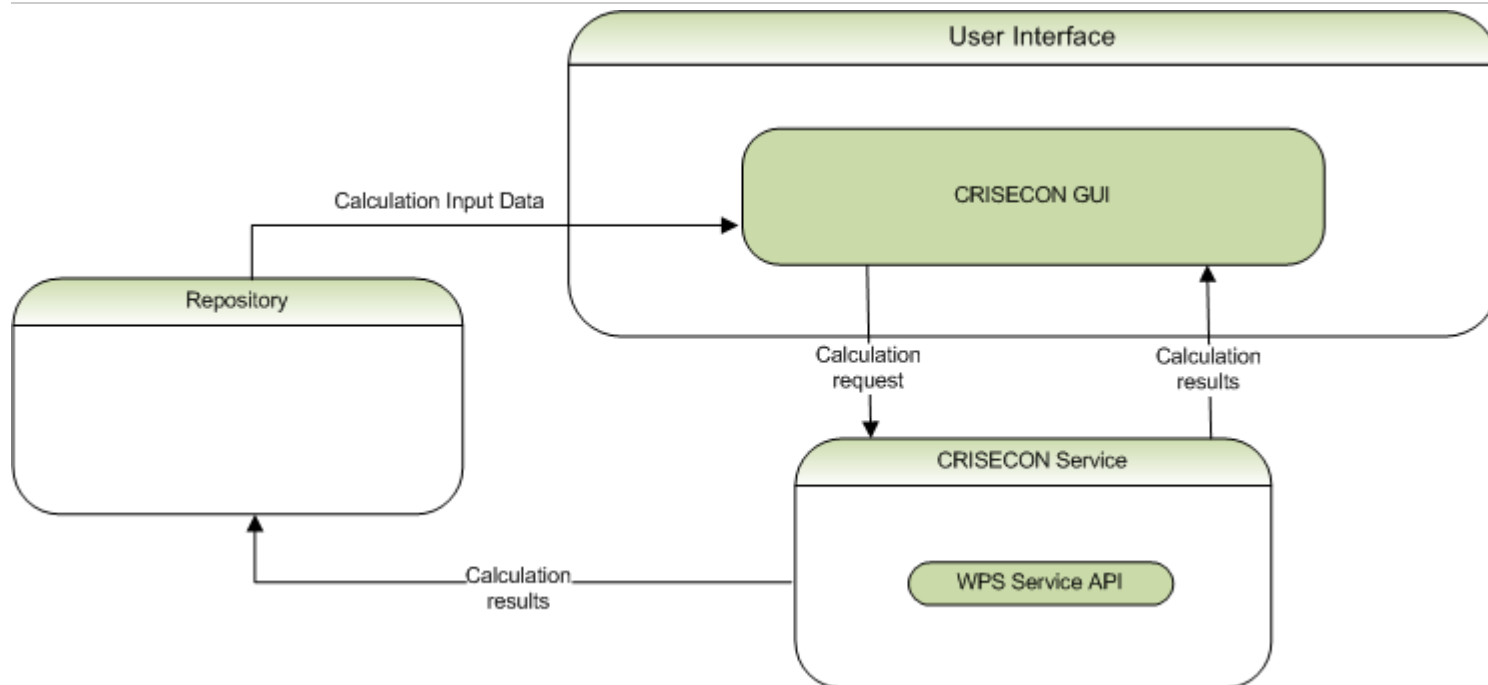 User Interface
CRISECON GUI
Calculation Input Data
Repository
Calculation
request
Calculation
results
CRISECON Service
WPS Service API
Calculation
results